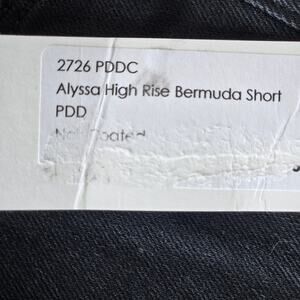 2726 PDDC
Alyssa High Rise Bermuda Short
PDD